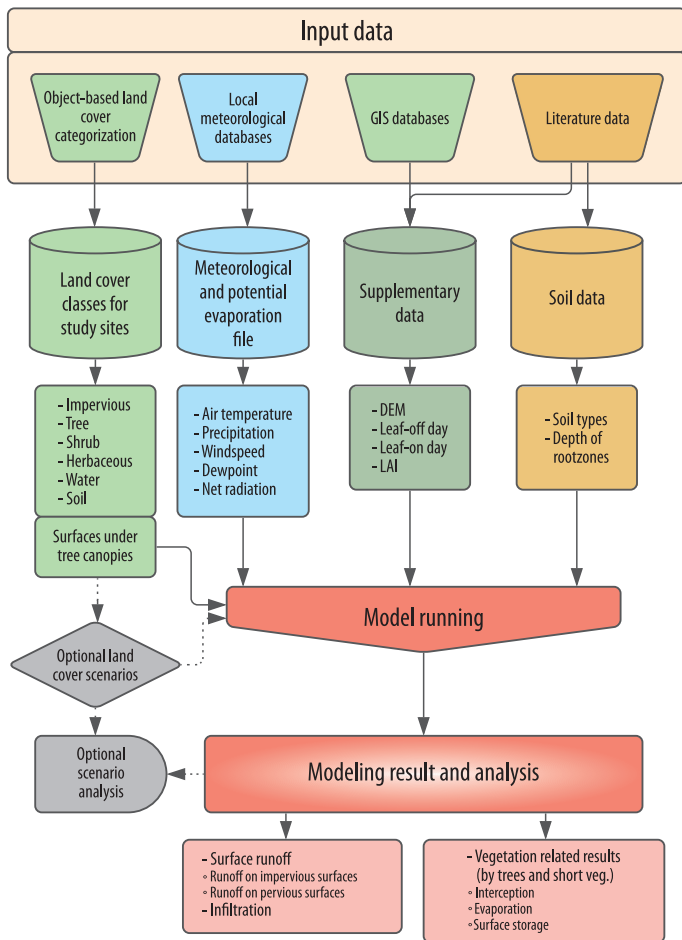 Input data
Object-based land
cover
categorization
Local
meteorological
databases
GIS databases
Literature data
Land cover
classes for
study sites
Meteorological
and potential
evaporation
file
Supplementary
data
Soil data
- Impervious
- Tree
- Shrub
- Herbaceous
- Water
- Soil
- Air temperature
- Precipitation
- Windspeed
- Dewpoint
- Net radiation
- DEM
- Leaf-off day
- Leaf-on day
- LAI
- Soil types
- Depth of
rootzones
Surfaces under
tree canopies
Model running
Optional land
cover scenarios
Optional
scenario
analysis
Modeling result and analysis
- Surface runoff
◦ Runoff on impervious surfaces
◦ Runoff on pervious surfaces
- Infiltration
- Vegetation related results
(by trees and short veg.)
◦ Interception
◦ Evaporation
◦ Surface storage